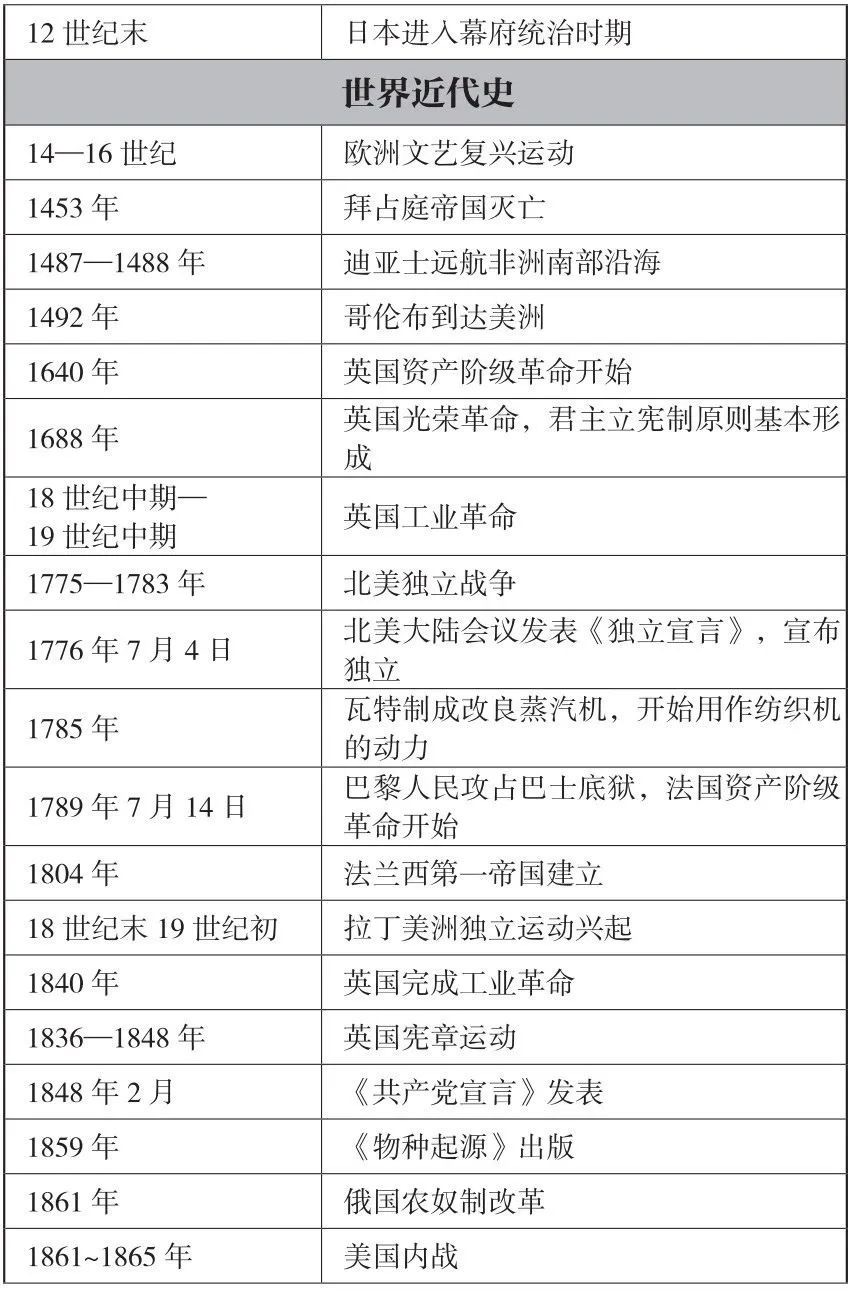 12 世纪末 日本进入幕府统治时期
世界近代史
14—16 世纪 欧洲文艺复兴运动
1453 年 拜占庭帝国灭亡
1487—1488 年 迪亚士远航非洲南部沿海
1492 年 哥伦布到达美洲
1640 年 英国资产阶级革命开始
1688 年 英国光荣革命，君主立宪制原则基本形
成
18 世纪中期—
19 世纪中期 英国工业革命
1775—1783 年 北美独立战争
1776 年 7 月 4 日 北美大陆会议发表《独立宣言》，宣布
独立
1785 年 瓦特制成改良蒸汽机，开始用作纺织机
的动力
1789 年 7 月 14 日 巴黎人民攻占巴士底狱，法国资产阶级
革命开始
1804 年 法兰西第一帝国建立
18 世纪末 19 世纪初 拉丁美洲独立运动兴起
1840 年 英国完成工业革命
1836—1848 年 英国宪章运动
1848 年 2 月 《共产党宣言》发表
1859 年 《物种起源》出版
1861 年 俄国农奴制改革
1861~1865 年 美国内战